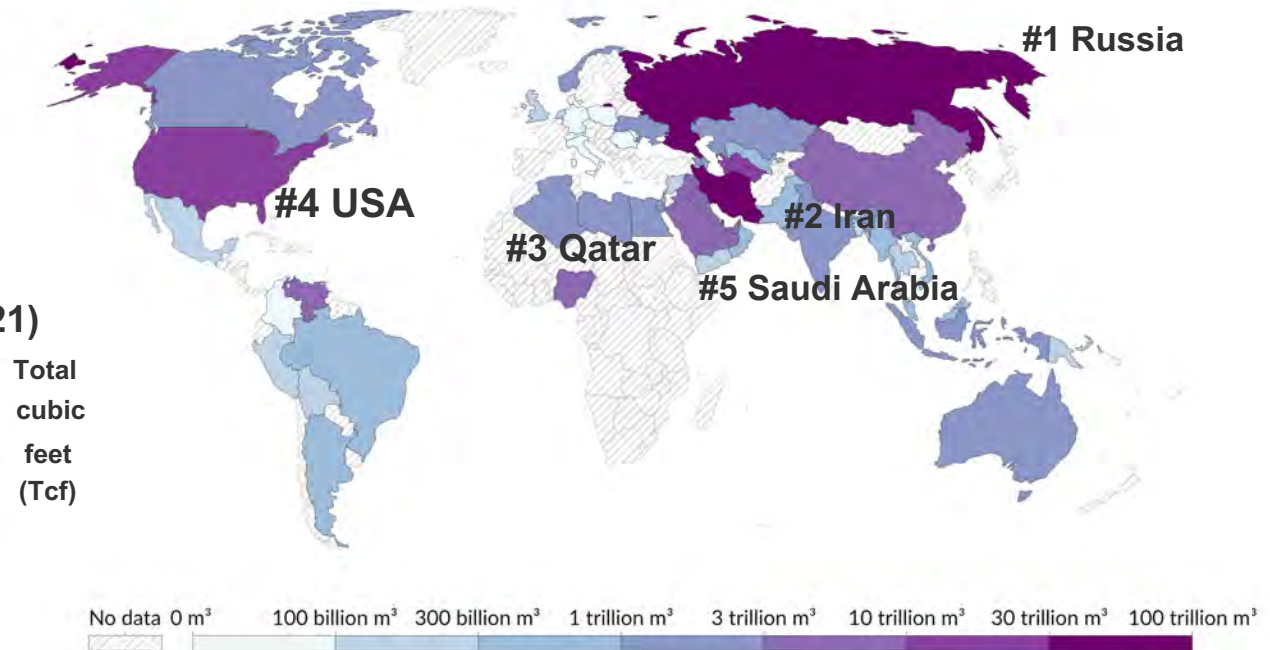 #1 Russia
#4 USA
#2 Iran
#3 Qatar
#5 Saudi Arabia
21)
Total
cubic
feet
(Tcf)
No data 0 m³ 100 billion m³ 300 billion m³ 1 trillion m³ 3 trillion m³ 10 trillion m³ 30 trillion m³ 100 trillion m³